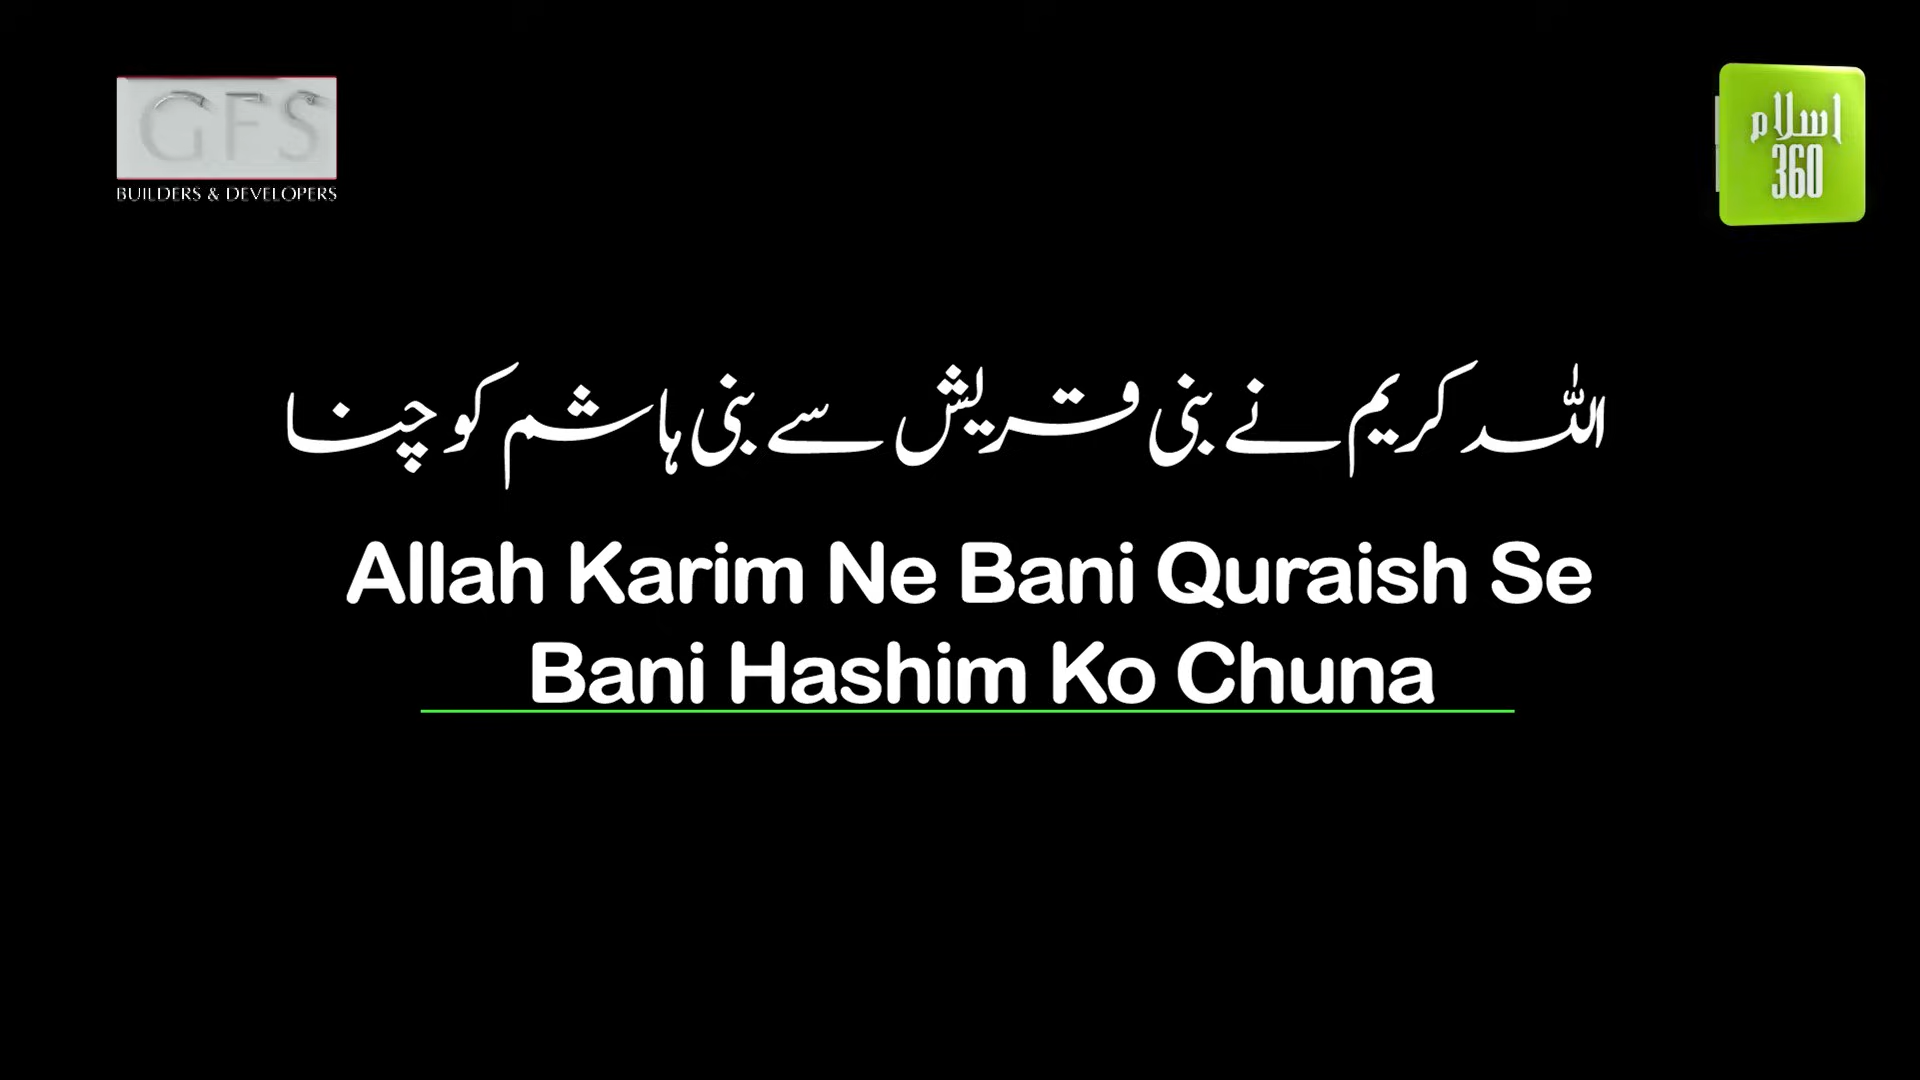 GFS
BUILDERS & DEVELOPERS
اسلام
360
اللہ کریم نے بنی قریش سے بنی ہاشم کو چنا
Allah Karim Ne Bani Quraish Se
Bani Hashim Ko Chuna